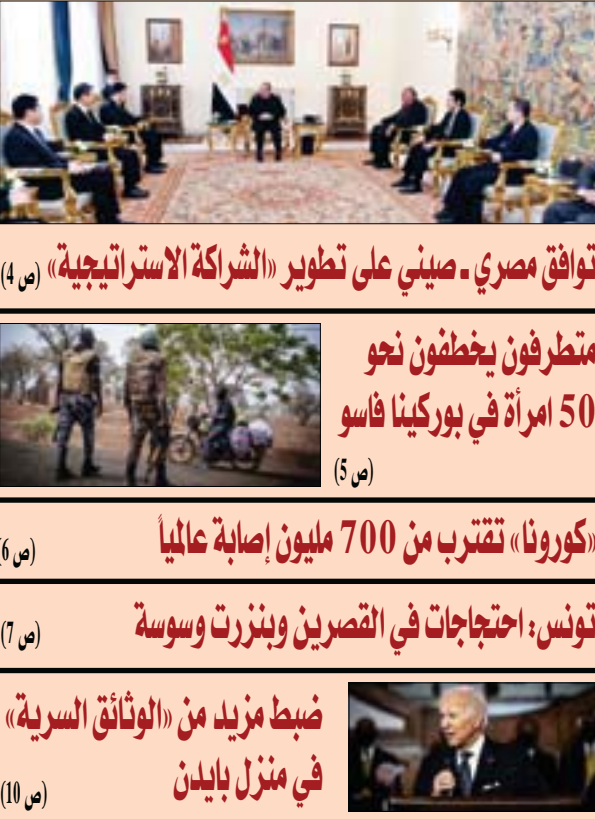 توافق مصري ـ صيني على تطوير «الشراكة الاستراتيجية» (ص 4)
متطرفون يخطفون نحو
50 امرأة في بوركينا فاسو
(ص 5)
«كورونا» تقترب من 700 مليون إصابة عالمياً (ص 6)
تونس: احتجاجات في القصرين وبنزرت وسوسة (ص 7)
ضبط مزيد من «الوثائق السرية»
في منزل بايدن (ص 10)